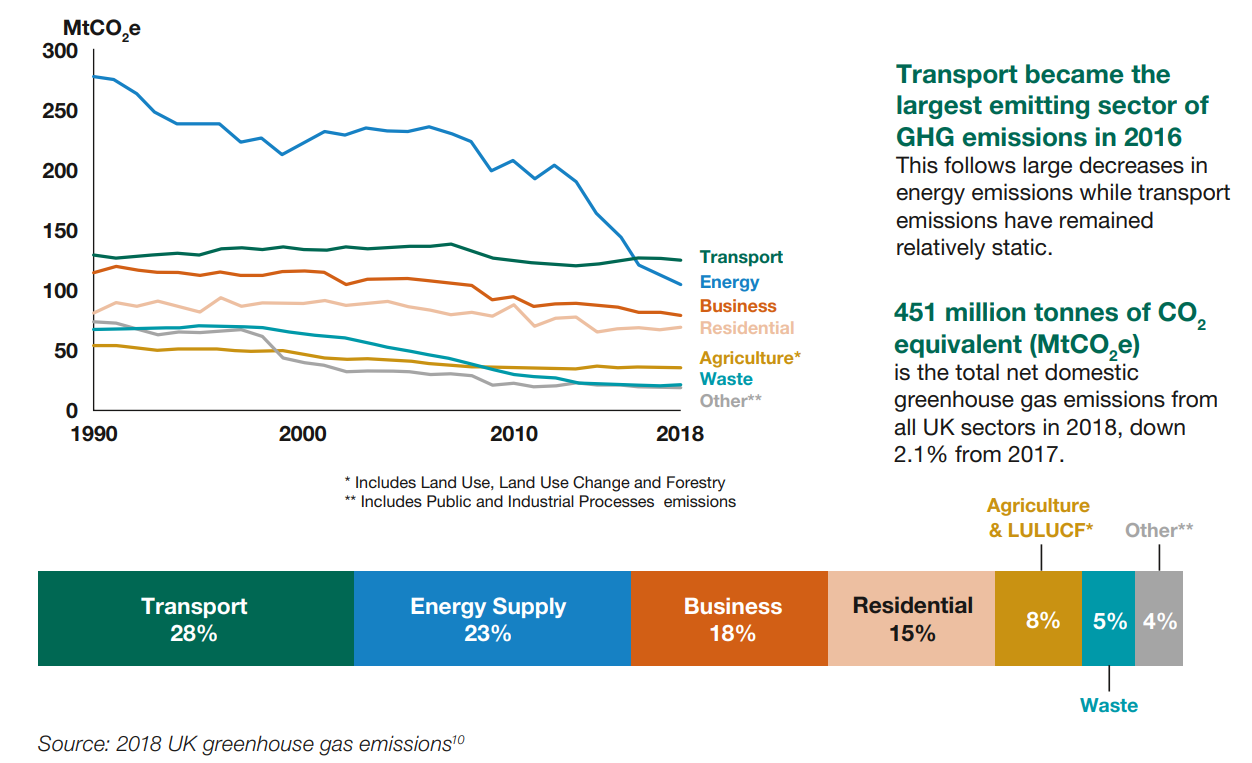 MtCO₂e
300
250
200
150
100
50
0
1990
2000
2010
2018
Transport
Energy
Business
Residential
Agriculture*
Waste
Other**
* Includes Land Use, Land Use Change and Forestry
** Includes Public and Industrial Processes emissions
Transport became the
largest emitting sector of
GHG emissions in 2016
This follows large decreases in
energy emissions while transport
emissions have remained
relatively static.
451 million tonnes of CO₂
equivalent (MtCO₂e)
is the total net domestic
greenhouse gas emissions from
all UK sectors in 2018, down
2.1% from 2017.
Agriculture
& LULUCF*
Other**
Transport
28%
Energy Supply
23%
Business
18%
Residential
15%
8%
5%
4%
Waste
Source: 2018 UK greenhouse gas emissions¹⁰